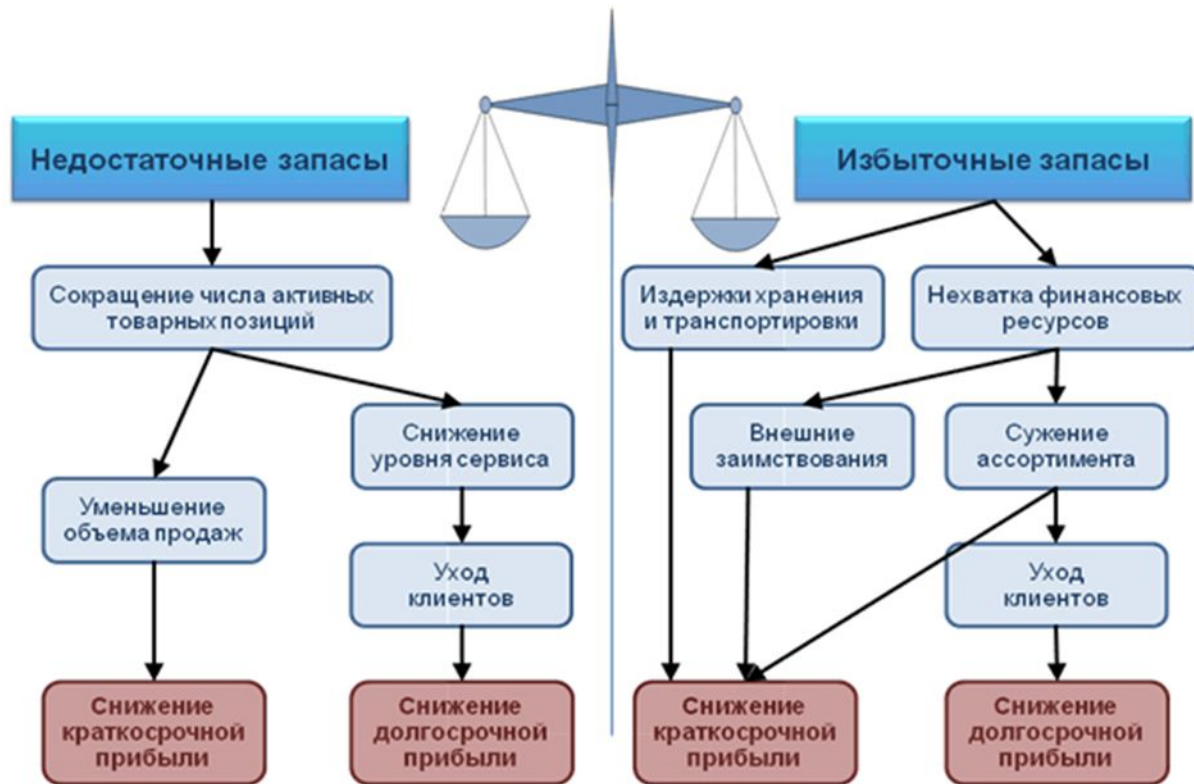 Недостаточные запасы
Избыточные запасы
Сокращение числа активных
товарных позиций
Издержки хранения
и транспортировки
Нехватка финансовых
ресурсов
Снижение
уровня сервиса
Внешние
заимствования
Сужение
ассортимента
Уменьшение
объема продаж
Уход
клиентов
Уход
клиентов
Снижение
краткосрочной
прибыли
Снижение
долгосрочной
прибыли
Снижение
краткосрочной
прибыли
Снижение
долгосрочной
прибыли